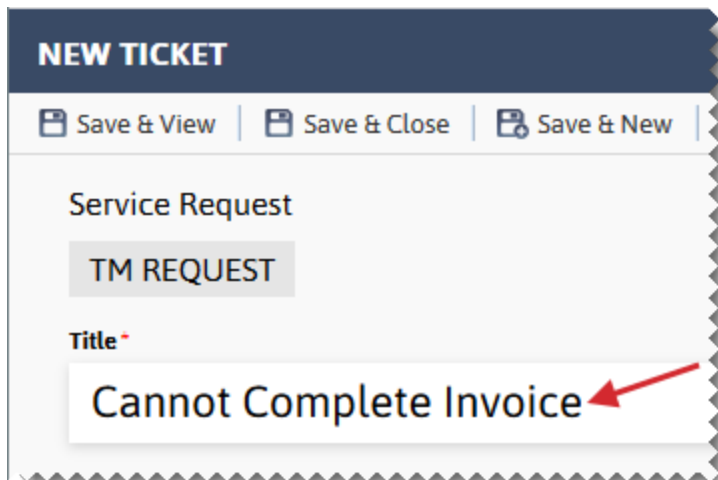 NEW TICKET
Save & View Save & Close Save & New
Service Request
TM REQUEST
Title*
Cannot Complete Invoice